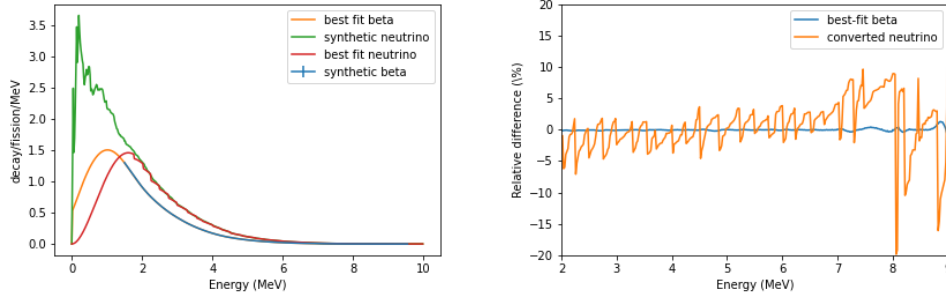 best fit beta
synthetic neutrino
best fit neutrino
synthetic beta
decay/fission/MeV
3.5
3.0
2.5
2.0
1.5
1.0
0.5
0.0
0 2 4 6 8 10
Energy (MeV)
best-fit beta
converted neutrino
Relative difference (\%)
20
15
10
5
0
−5
−10
−15
−20
2 3 4 5 6 7 8
Energy (MeV)